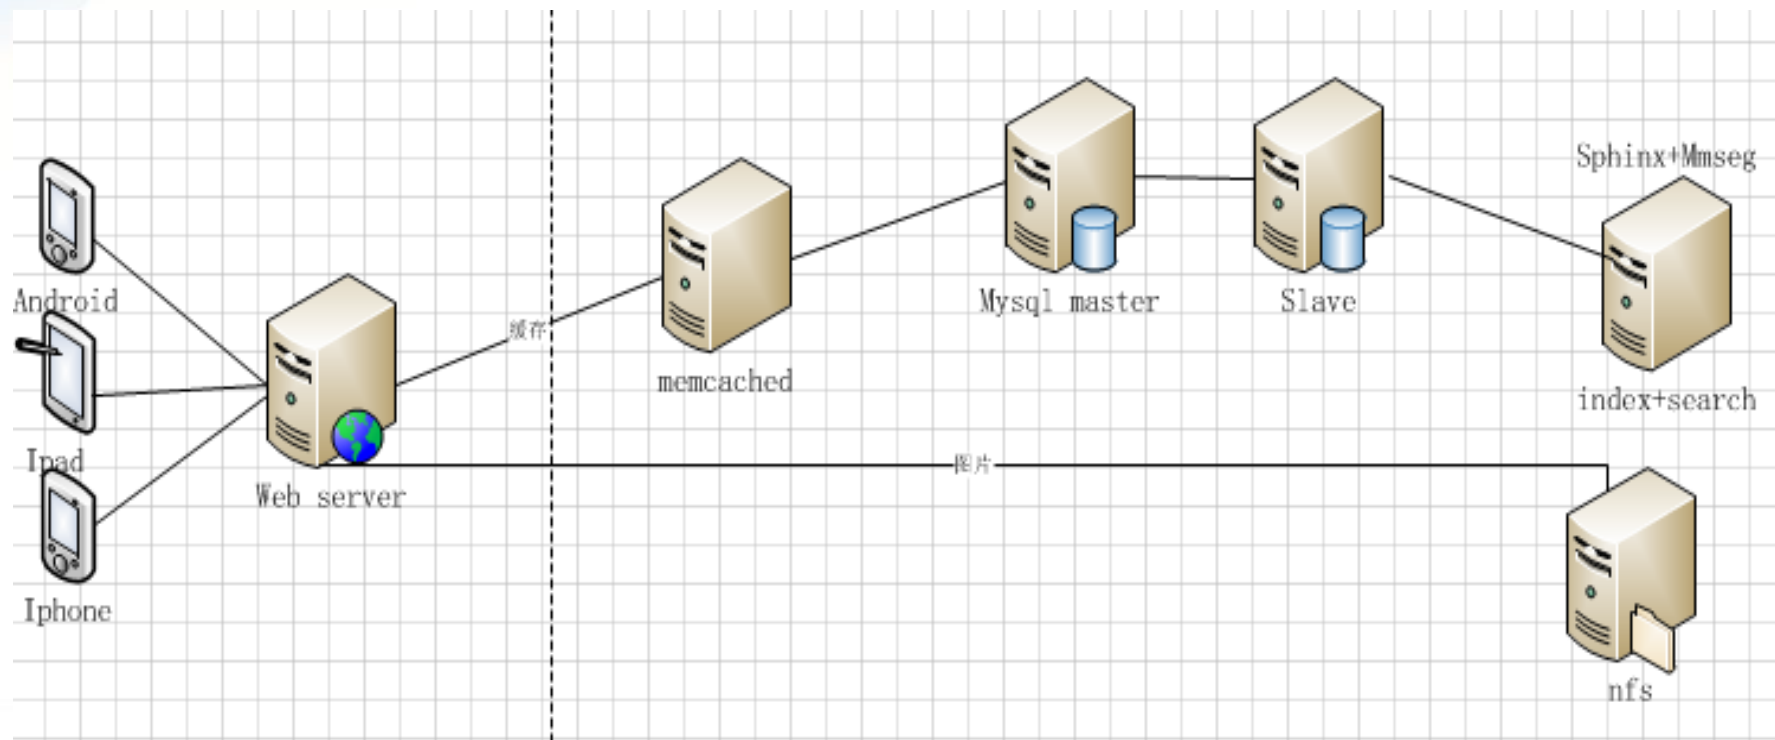 Android
Ipad
Iphone
Web server
缓存
memcached
Mysql master
Slave
Sphinx+Mmseg
index+search
图片
nfs